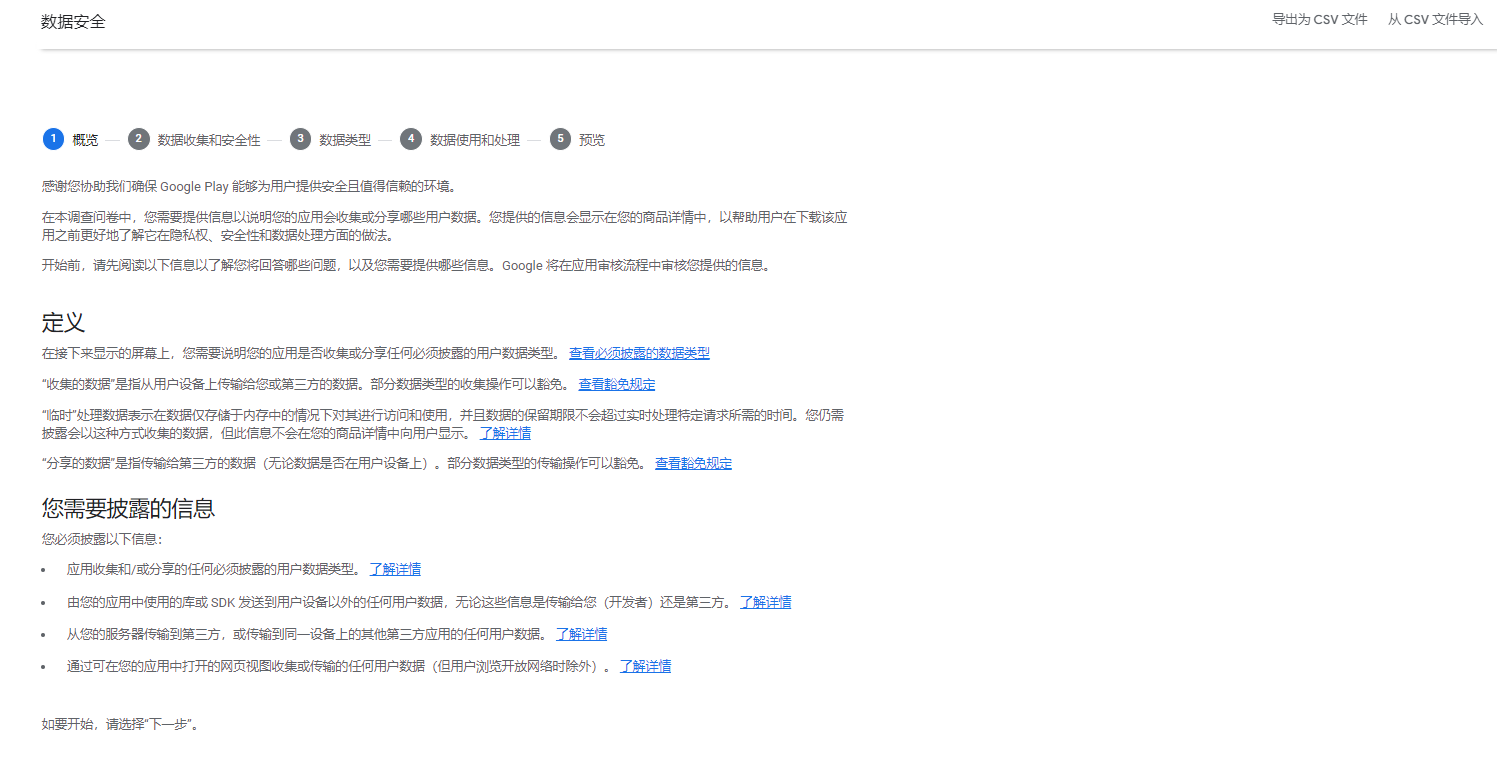 数据安全
导出为 CSV 文件 从 CSV 文件导入
1 概览 2 数据收集和安全性 3 数据类型 4 数据使用和处理 5 预览
感谢您协助我们确保 Google Play 能够为用户提供安全且值得信赖的环境。
在本调查问卷中，您需要提供信息以说明您的应用会收集或分享哪些用户数据。您提供的信息会显示在您的商品详情中，以帮助用户在下载该应
用之前更好地了解它在隐私权、安全性和数据处理方面的做法。
开始前，请先阅读以下信息以了解您将回答哪些问题，以及您需要提供哪些信息。Google 将在应用审核流程中审核您提供的信息。
定义
在接下来显示的屏幕上，您需要说明您的应用是否收集或分享任何必须披露的用户数据类型。 查看必须披露的数据类型
“收集的数据”是指从用户设备上传输给您或第三方的数据。部分数据类型的收集操作可以豁免。 查看豁免规定
“临时”处理数据表示在数据仅存储于内存中的情况下对其进行访问和使用，并且数据的保留期限不会超过实时处理特定请求所需的时间。您仍需
披露会以这种方式收集的数据，但此信息不会在您的商品详情中向用户显示。 了解详情
“分享的数据”是指传输给第三方的数据（无论数据是否在用户设备上）。部分数据类型的传输操作可以豁免。 查看豁免规定
您需要披露的信息
您必须披露以下信息：
• 应用收集和/或分享的任何必须披露的用户数据类型。 了解详情
• 由您的应用中使用的库或 SDK 发送到用户设备以外的任何用户数据，无论这些信息是传输给您（开发者）还是第三方。 了解详情
• 从您的服务器传输到第三方，或传输到同一设备上的其他第三方应用的任何用户数据。 了解详情
• 通过可在您的应用中打开的网页视图收集或传输的任何用户数据（但用户浏览开放网络时除外）。 了解详情
如要开始，请选择“下一步”。